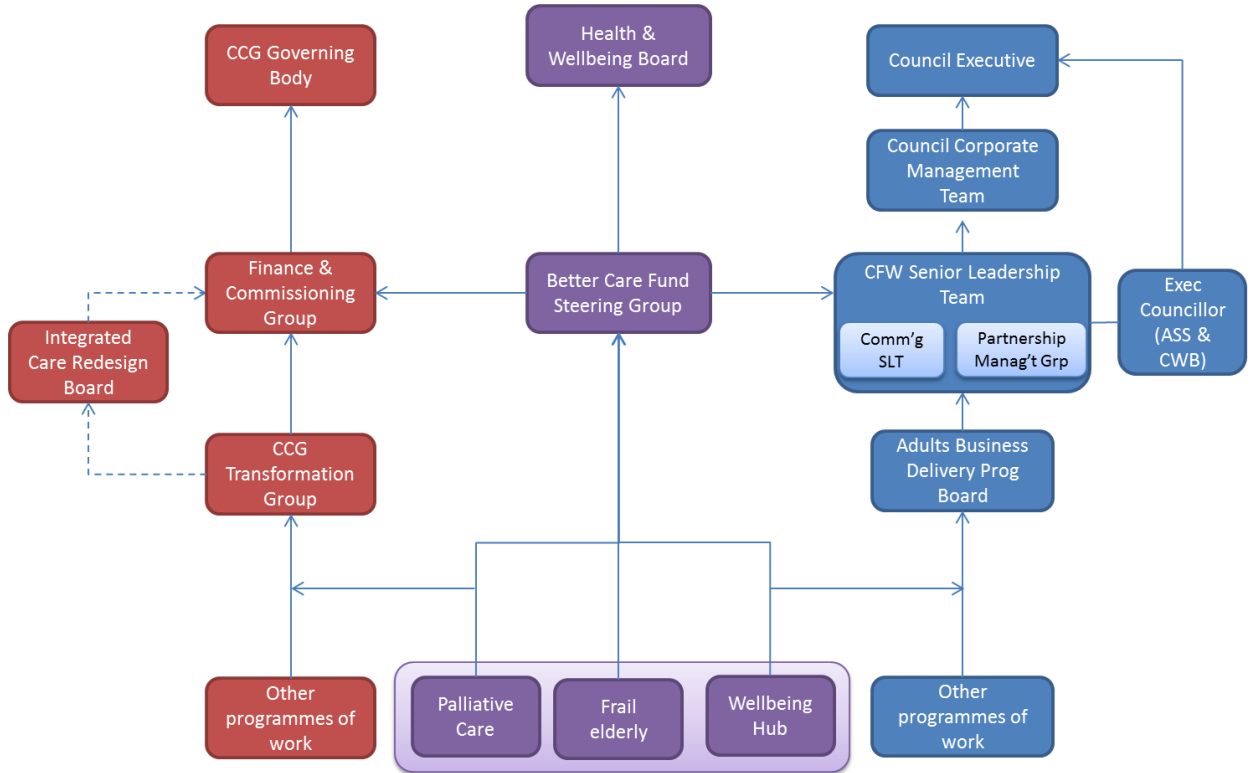 CCG Governing
Body
Health &
Wellbeing Board
Council Executive
Council Corporate
Management
Team
Finance &
Commissioning
Group
Better Care Fund
Steering Group
CFW Senior Leadership
Team
Comm'g
SLT
Partnership
Manag't Grp
Exec
Councillor
(ASS &
CWB)
Integrated
Care Redesign
Board
CCG
Transformation
Group
Adults Business
Delivery Prog
Board
Other
programmes of
work
Palliative
Care
Frail
elderly
Wellbeing
Hub
Other
programmes of
work